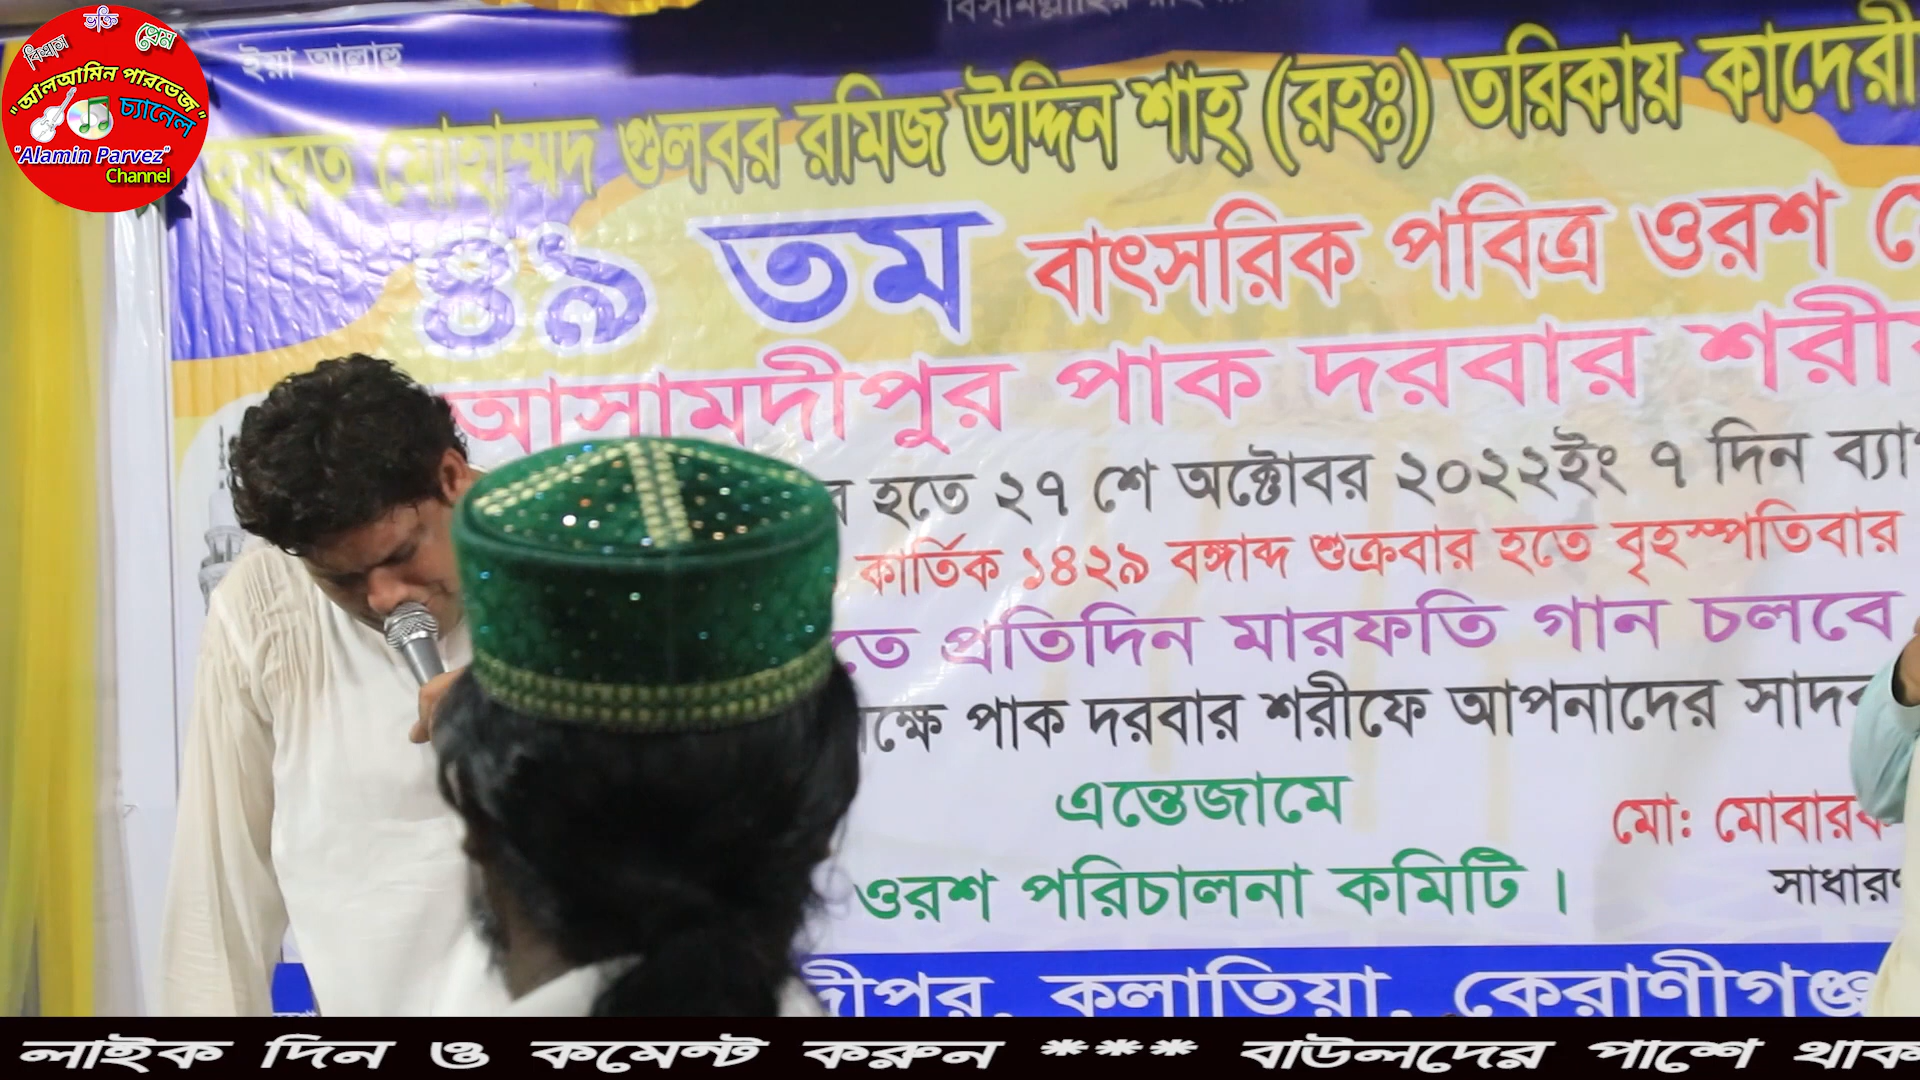 বিশ্বাস ভক্তি প্রেম
"আলআমিন পারভেজ"
চ্যানেল
"Alamin Parvez"
Channel
ইয়া আল্লাহু
হযরত মোহাম্মদ গুলবর রমিজ উদ্দিন শাহ্ (রহঃ) তরিকায় কাদেরী
৪৯ তম বাৎসরিক পবিত্র ওরশ
আসামদীপুর পাক দরবার শরীফ
হতে ২৭ শে অক্টোবর ২০২২ইং ৭ দিন
কার্তিক ১৪২৯ বঙ্গাব্দ শুক্রবার হতে বৃহস্পতিবার
প্রতিদিন মারফতি গান চলবে
পাক দরবার শরীফে আপনাদের
এন্তেজামে
মো: মোবারক
ওরশ পরিচালনা কমিটি।
কলাতিয়া, কেরাণীগঞ্জ
লাইক দিন ও কমেন্ট করুন *** বাউলদের পাশে থাক